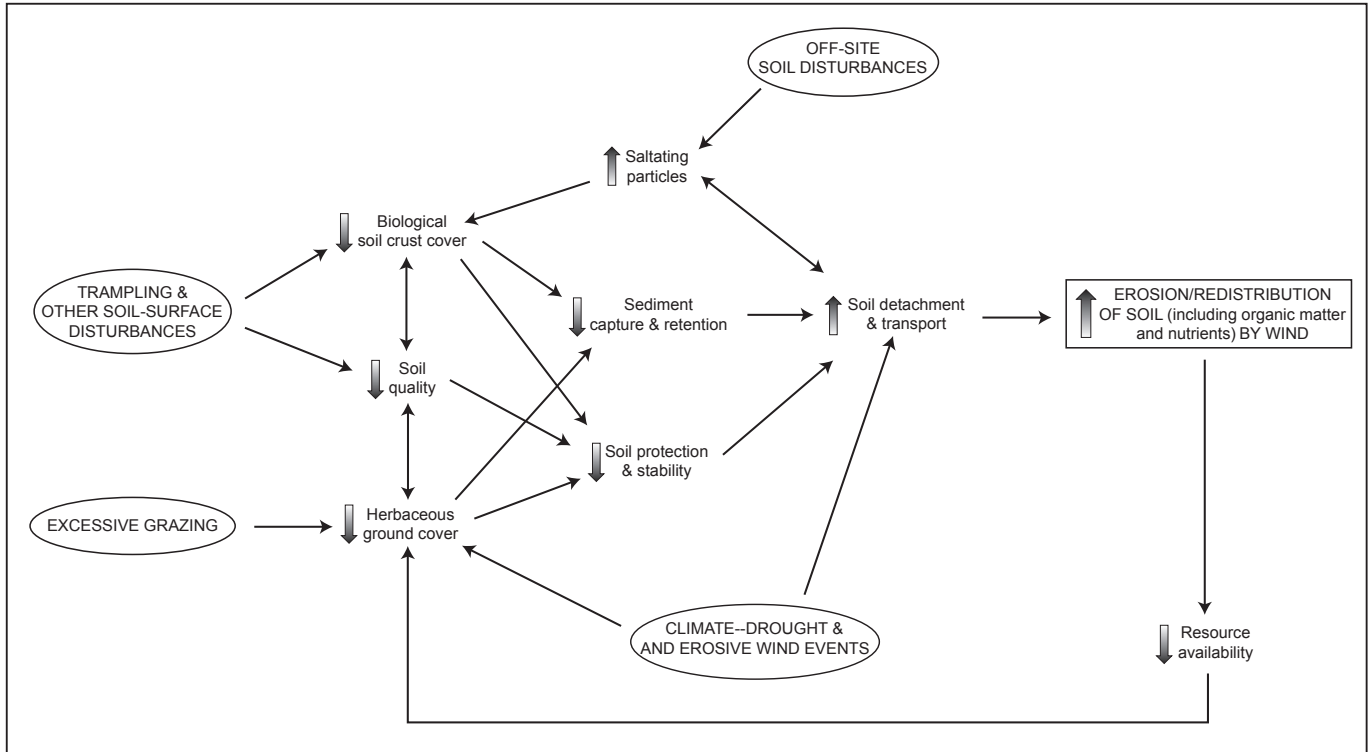 OFF-SITE
SOIL DISTURBANCES
Saltating
particles
Biological
soil crust cover
TRAMPLING &
OTHER SOIL-SURFACE
DISTURBANCES
Sediment
capture & retention
Soil detachment
& transport
EROSION/REDISTRIBUTION
OF SOIL (including organic matter
and nutrients) BY WIND
Soil
quality
Soil protection
& stability
EXCESSIVE GRAZING
Herbaceous
ground cover
CLIMATE--DROUGHT &
AND EROSIVE WIND EVENTS
Resource
availability